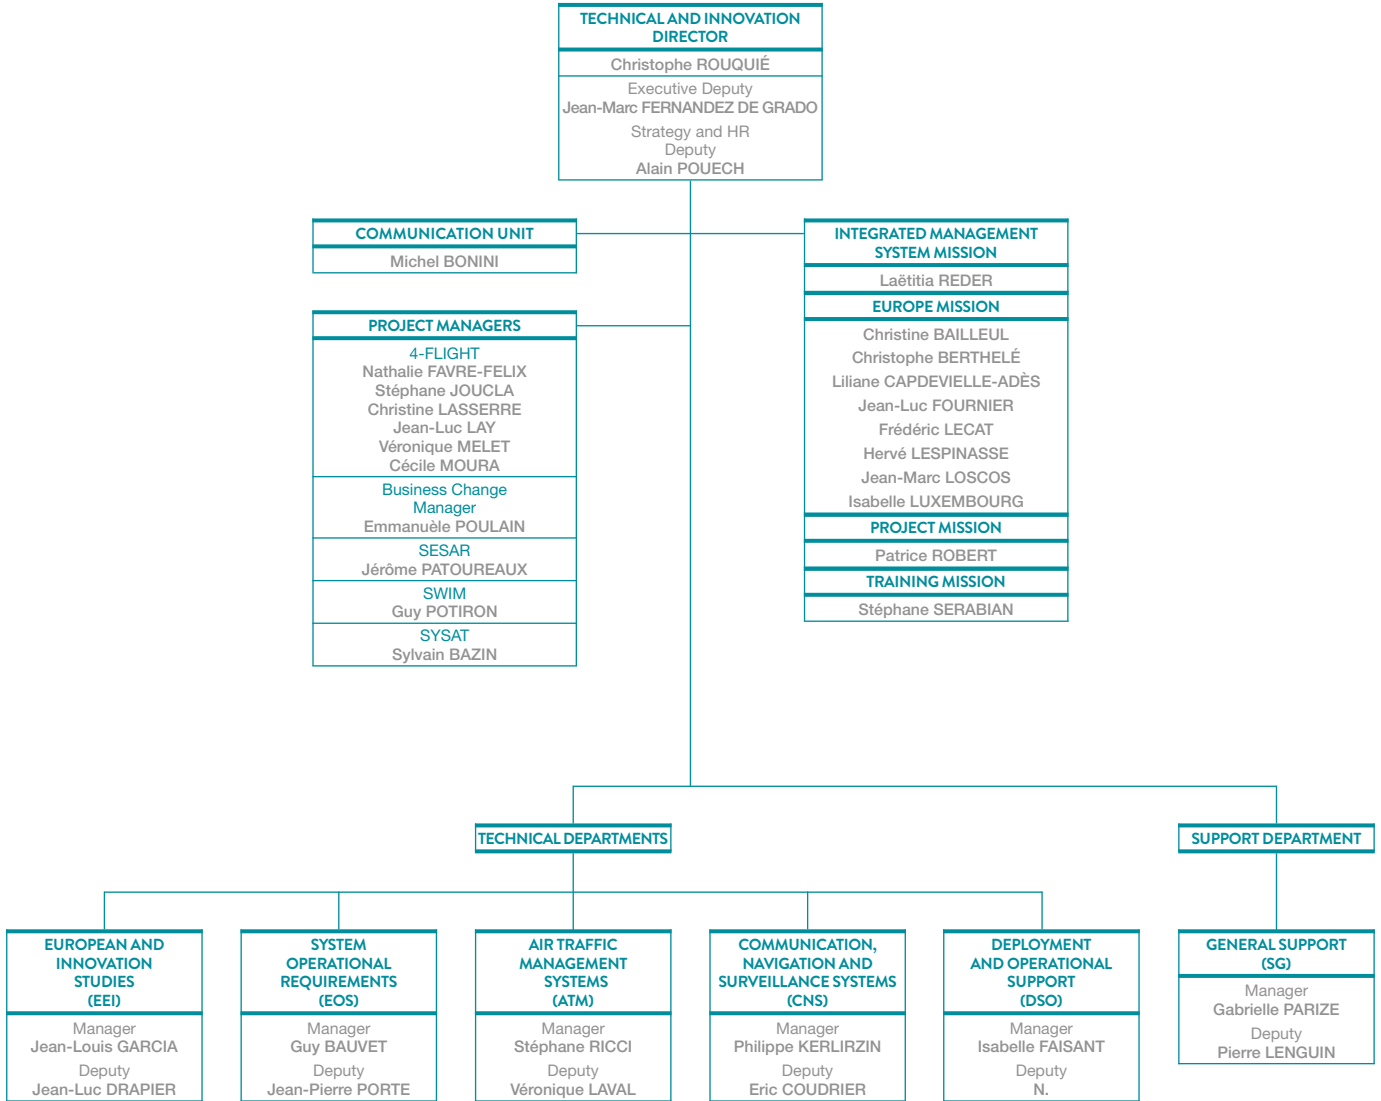 TECHNICAL AND INNOVATION
DIRECTOR
Christophe ROUQUIÉ
Executive Deputy
Jean-Marc FERNANDEZ DE GRADO
Strategy and HR
Deputy
Alain POUECH
COMMUNICATION UNIT
Michel BONINI
PROJECT MANAGERS
4-FLIGHT
Nathalie FAVRE-FELIX
Stéphane JOUCLA
Christine LASSERRE
Jean-Luc LAY
Véronique MELET
Cécile MOURA
Business Change
Manager
Emmanuèle POULAIN
SESAR
Jérôme PATOUREAUX
SWIM
Guy POTIRON
SYSAT
Sylvain BAZIN
INTEGRATED MANAGEMENT
SYSTEM MISSION
Laëtitia REDER
EUROPE MISSION
Christine BAILLEUL
Christophe BERTHELÉ
Liliane CAPDEVIELLE-ADÈS
Jean-Luc FOURNIER
Frédéric LECAT
Hervé LESPINASSE
Jean-Marc LOSCOS
Isabelle LUXEMBOURG
PROJECT MISSION
Patrice ROBERT
TRAINING MISSION
Stéphane SERABIAN
TECHNICAL DEPARTMENTS
SUPPORT DEPARTMENT
EUROPEAN AND
INNOVATION
STUDIES
(EEI)
Manager
Jean-Louis GARCIA
Deputy
Jean-Luc DRAPIER
SYSTEM
OPERATIONAL
REQUIREMENTS
(EOS)
Manager
Guy BAUVET
Deputy
Jean-Pierre PORTE
AIR TRAFFIC
MANAGEMENT
SYSTEMS
(ATM)
Manager
Stéphane RICCI
Deputy
Véronique LAVAL
COMMUNICATION,
NAVIGATION AND
SURVEILLANCE SYSTEMS
(CNS)
Manager
Philippe KERLIRZIN
Deputy
Eric COUDRIER
DEPLOYMENT
AND OPERATIONAL
SUPPORT
(DSO)
Manager
Isabelle FAISANT
Deputy
N.
GENERAL SUPPORT
(SG)
Manager
Gabrielle PARIZE
Deputy
Pierre LENGUIN